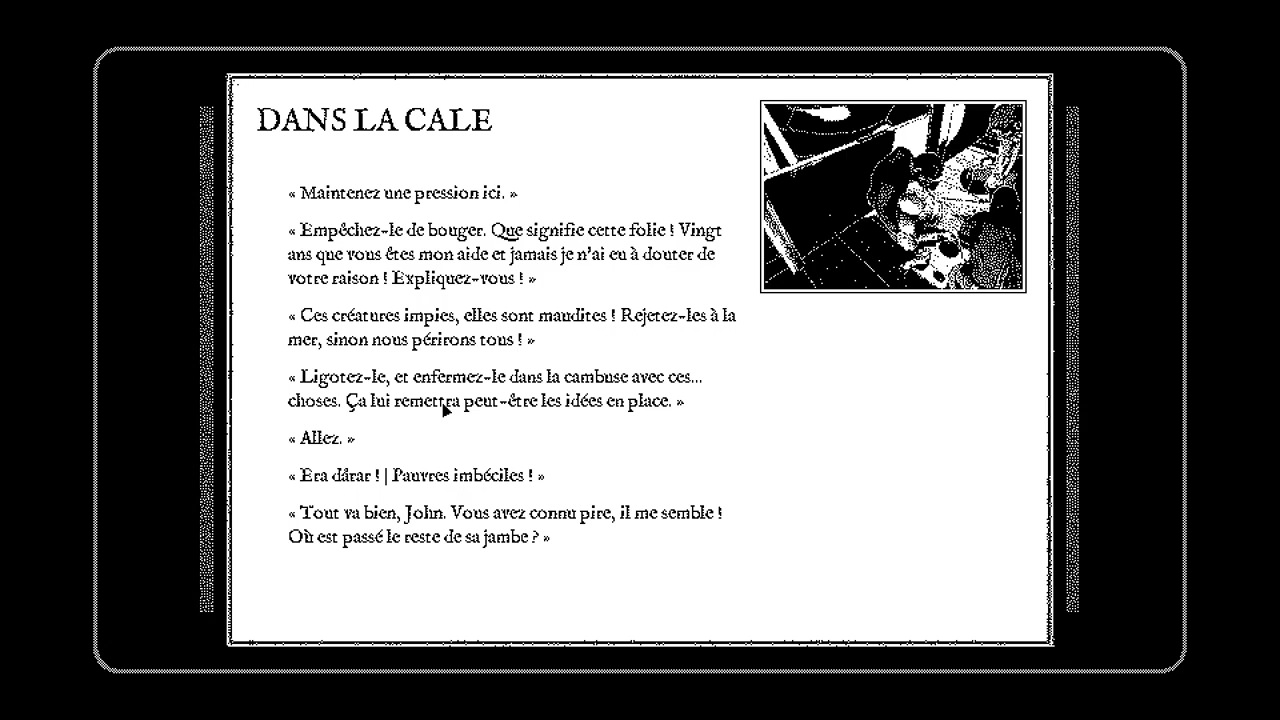 DANS LA CALE
« Maintenez une pression ici. »
« Empêchez-le de bouger. Que signifie cette folie ! Vingt
ans que vous êtes mon aide et jamais je n'ai eu à douter de
votre raison ! Expliquez-vous ! »
« Ces créatures impies, elles sont maudites ! Rejetez-les à la
mer, sinon nous périrons tous ! »
« Ligotez-le, et enfermez-le dans la cambuse avec ces...
choses. Ça lui remettra peut-être les idées en place. »
« Allez. »
« Era dårar ! | Pauvres imbéciles ! »
« Tout va bien, John. Vous avez connu pire, il me semble !
Où est passé le reste de sa jambe ? »